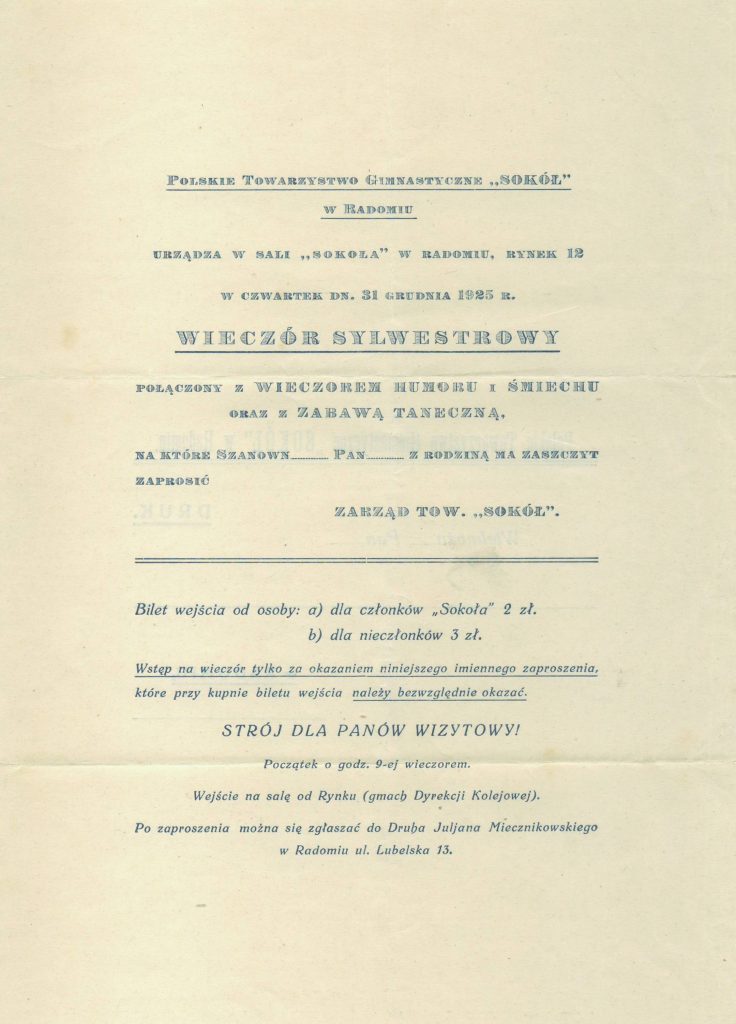 Polskie Towarzystwo Gimnastyczne „SOKÓŁ”
w Radomiu
urządza w sali „Sokoła” w Radomiu, Rynek 12
w czwartek dn. 31 grudnia 1925 r.
WIECZÓR SYLWESTROWY
połączony z WIECZOREM HUMORU i ŚMIECHU
oraz z ZABAWĄ TANECZNĄ,
na które Szanown......... Pan......... z rodziną ma zaszczyt
zaprosić
ZARZĄD TOW. „SOKÓŁ”.
Bilet wejścia od osoby: a) dla członków „Sokoła” 2 zł.
b) dla nieczłonków 3 zł.
Wstęp na wieczór tylko za okazaniem niniejszego imiennego zaproszenia,
które przy kupnie biletu wejścia należy bezwzględnie okazać.
STRÓJ DLA PANÓW WIZYTOWY!
Początek o godz. 9-ej wieczorem.
Wejście na salę od Rynku (gmach Dyrekcji Kolejowej).
Po zaproszenia można się zgłaszać do Druha Juljana Miecznikowskiego
w Radomiu ul. Lubelska 13.